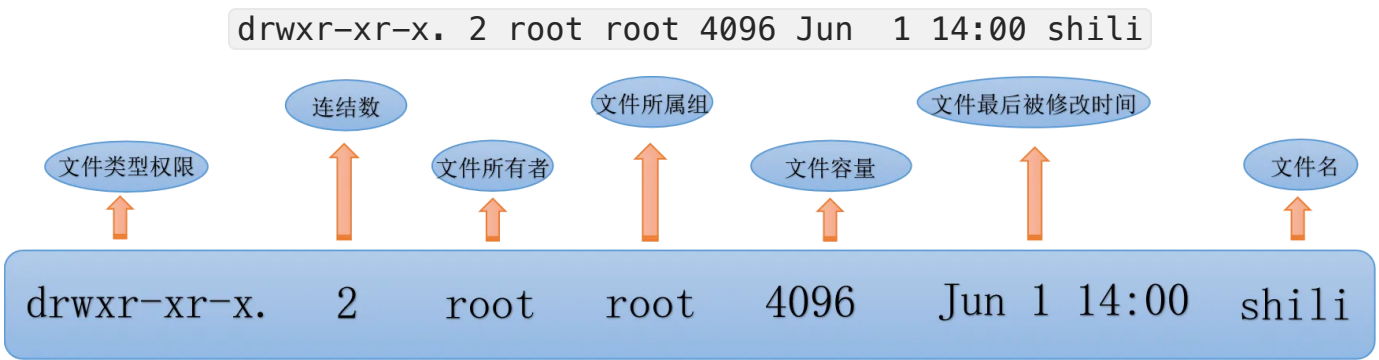 drwxr-xr-x. 2 root root 4096 Jun  1 14:00 shili
连结数 文件所属组 文件最后被修改时间
文件类型权限 文件所有者 文件容量 文件名
drwxr-xr-x. 2 root root 4096 Jun 1 14:00 shili